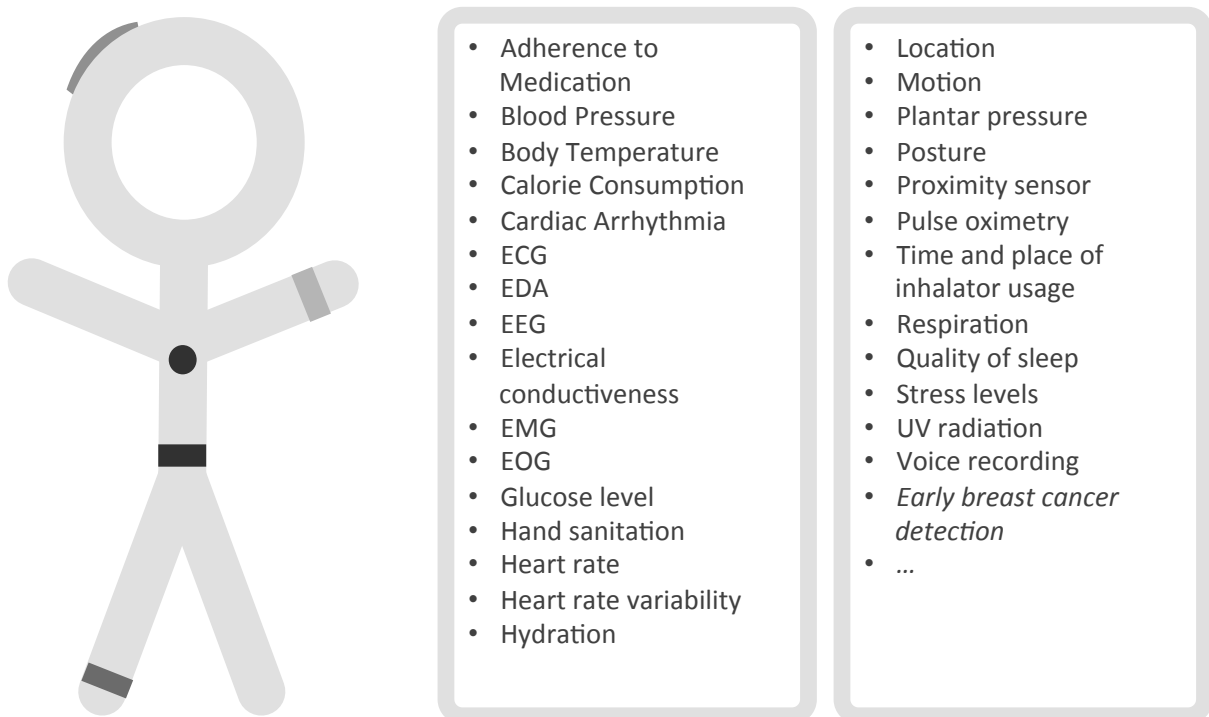 • Adherence to
Medication
• Blood Pressure
• Body Temperature
• Calorie Consumption
• Cardiac Arrhythmia
• ECG
• EDA
• EEG
• Electrical
conductiveness
• EMG
• EOG
• Glucose level
• Hand sanitation
• Heart rate
• Heart rate variability
• Hydration
• Location
• Motion
• Plantar pressure
• Posture
• Proximity sensor
• Pulse oximetry
• Time and place of
inhalator usage
• Respiration
• Quality of sleep
• Stress levels
• UV radiation
• Voice recording
• Early breast cancer
detection
• ...